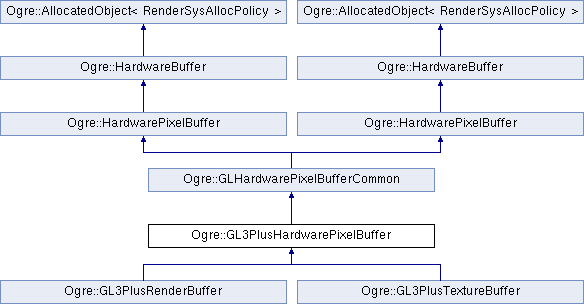 Ogre::AllocatedObject< RenderSysAllocPolicy >
Ogre::AllocatedObject< RenderSysAllocPolicy >
Ogre::HardwareBuffer
Ogre::HardwareBuffer
Ogre::HardwarePixelBuffer
Ogre::HardwarePixelBuffer
Ogre::GLHardwarePixelBufferCommon
Ogre::GL3PlusHardwarePixelBuffer
Ogre::GL3PlusRenderBuffer
Ogre::GL3PlusTextureBuffer